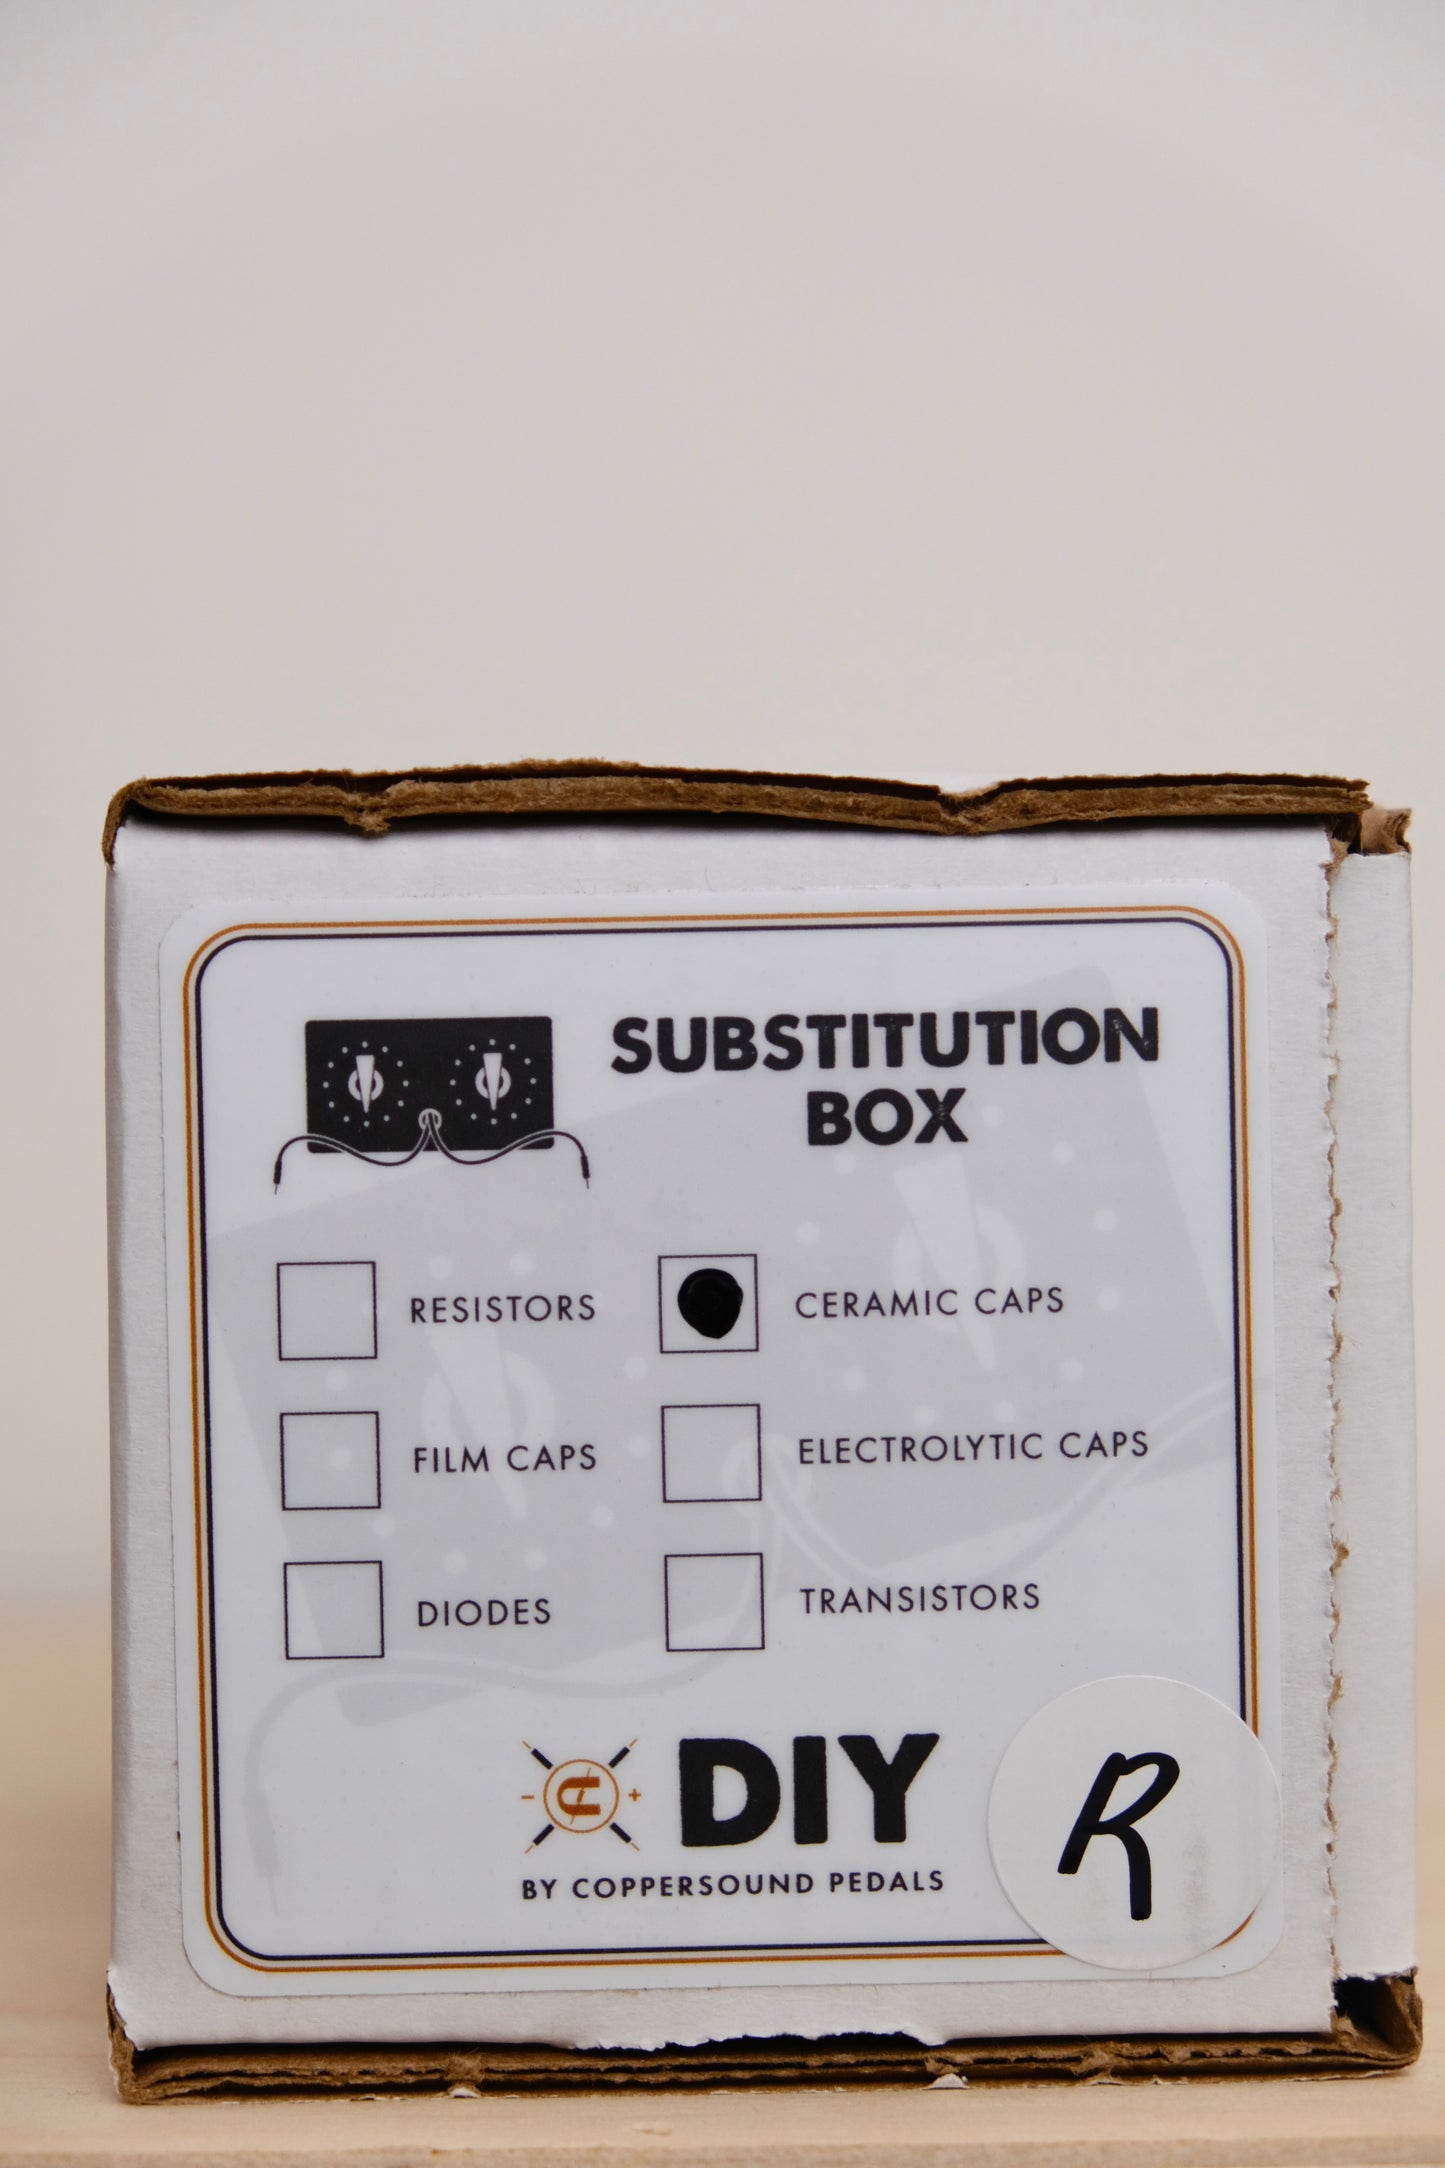 SUBSTITUTION
BOX
RESISTORS
CERAMIC CAPS
FILM CAPS
ELECTROLYTIC CAPS
DIODES
TRANSISTORS
- +
DIY
BY COPPERSOUND PEDALS
R